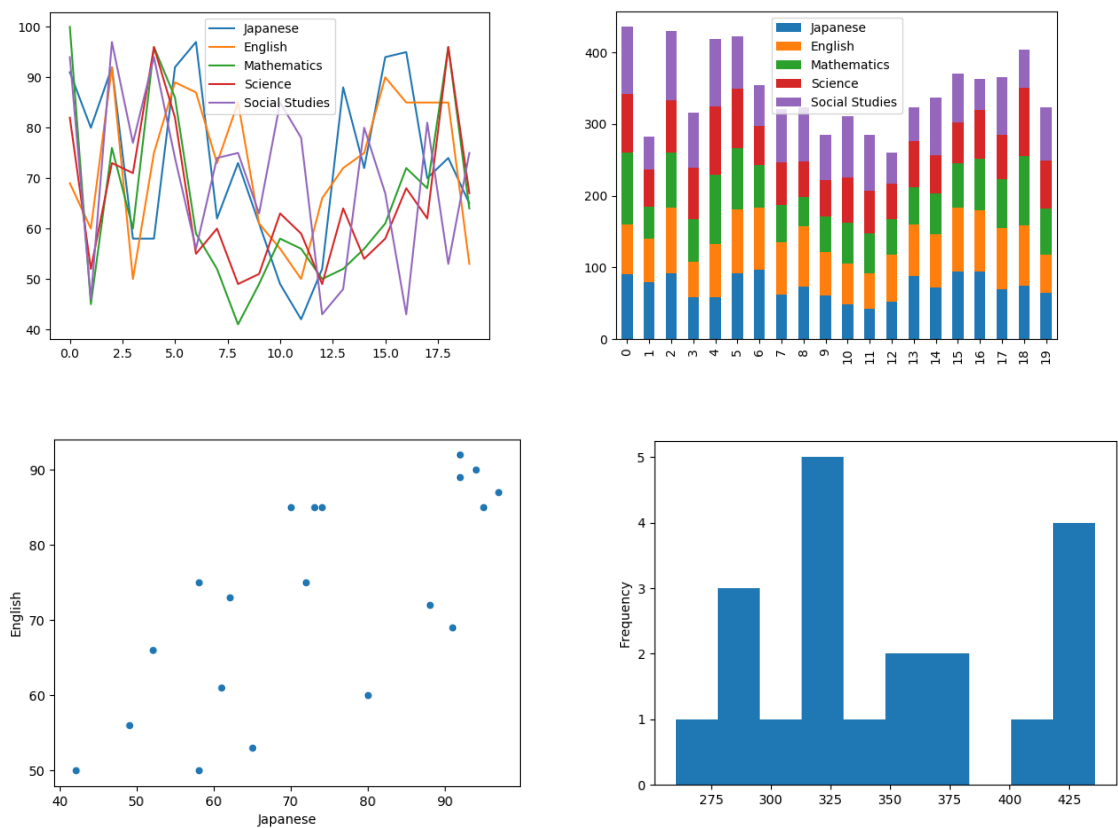 100
90
80
70
60
50
40
0.0 2.5 5.0 7.5 10.0 12.5 15.0 17.5
Japanese
English
Mathematics
Science
Social Studies
400
300
200
100
0
0 1 2 3 4 5 6 7 8 9 10 11 12 13 14 15 16 17 18 19
Japanese
English
Mathematics
Science
Social Studies
English
90
80
70
60
50
40 50 60 70 80 90
Japanese
Frequency
5
4
3
2
1
0
275 300 325 350 375 400 425